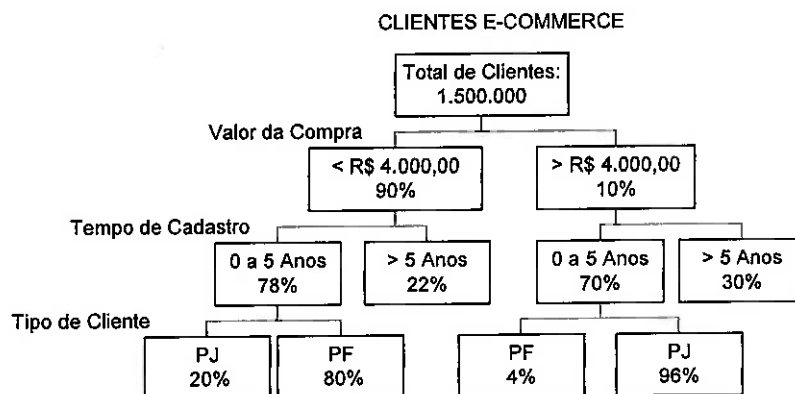 CLIENTES E-COMMERCE
Total de Clientes:
1.500.000
Valor da Compra
< R$ 4.000,00
90%
> R$ 4.000,00
10%
Tempo de Cadastro
0 a 5 Anos
78%
> 5 Anos
22%
0 a 5 Anos
70%
> 5 Anos
30%
Tipo de Cliente
PJ
20%
PF
80%
PF
4%
PJ
96%